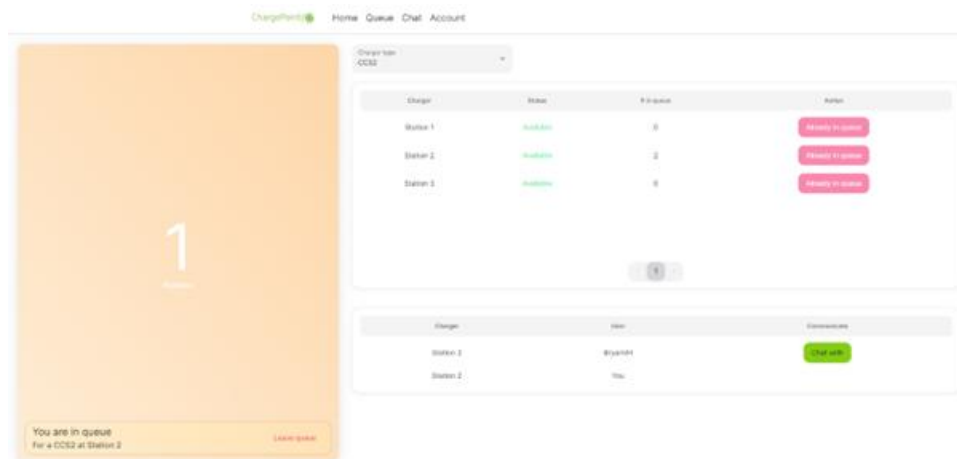 ChargePlenty Home Queue Chat Account
Charger type
CCS2
Charger Status # in queue Action
Station 1 Available 0 Already in queue
Station 2 Available 2 Already in queue
Station 3 Available 0 Already in queue
1
1
Charger User Communicate
Station 2 Chat with
Station 2 You
You are in queue
For a CCS2 at Station 2
Leave queue